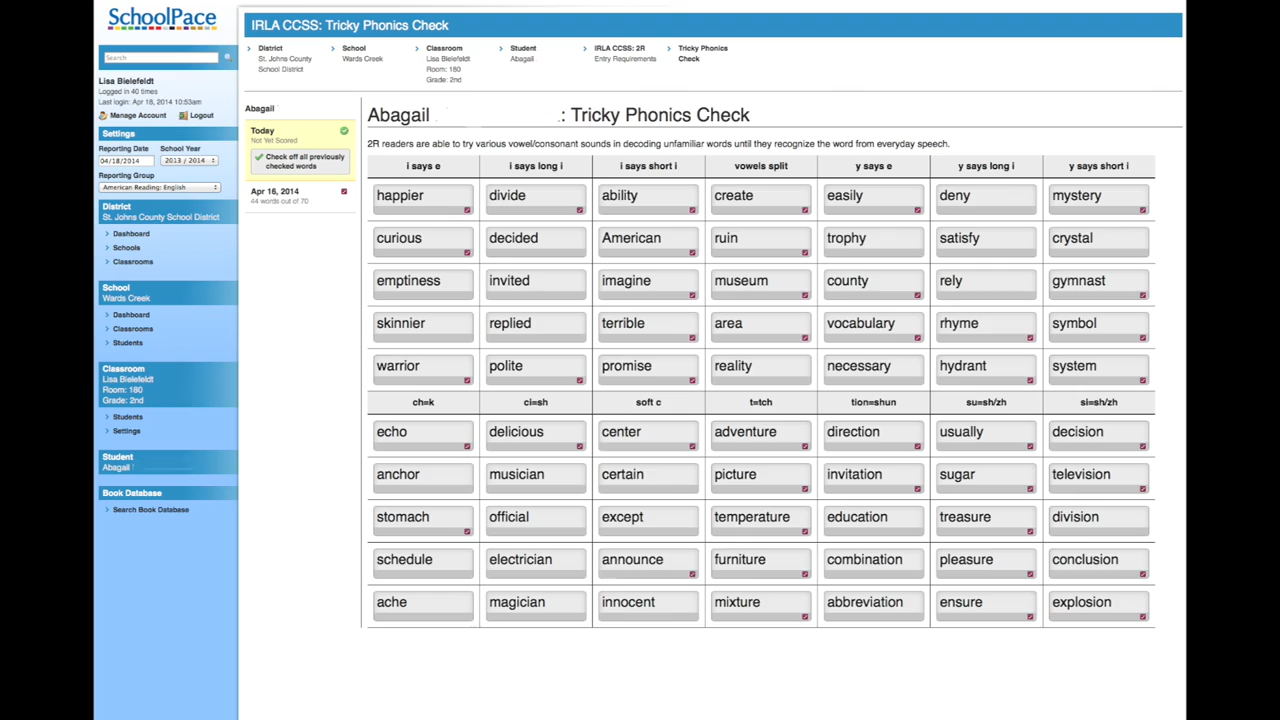 SchoolPace
Search
Lisa Bielefeldt
Logged in 40 times
Last login: Apr 18, 2014 10:53am
Manage Account Logout
Settings
Reporting Date School Year
04/18/2014 2013 / 2014
Reporting Group
American Reading: English
District
St. Johns County School District
Dashboard
Schools
Classrooms
School
Wards Creek
Dashboard
Classrooms
Students
Classroom
Lisa Bielefeldt
Room: 180
Grade: 2nd
Students
Settings
Student
Abagail
Book Database
Search Book Database
IRLA CCSS: Tricky Phonics Check
District School Classroom Student IRLA CCSS: 2R Tricky Phonics
St. Johns County Wards Creek Lisa Bielefeldt Abagail Entry Requirements Check
School District Room: 180
Grade: 2nd
Abagail
Today
Not Yet Scored
Check off all previously
checked words
Apr 16, 2014
44 words out of 70
Abagail : Tricky Phonics Check
2R readers are able to try various vowel/consonant sounds in decoding unfamiliar words until they recognize the word from everyday speech.
i says e i says long i i says short i vowels split y says e y says long i y says short i
happier divide ability create easily deny mystery
curious decided American ruin trophy satisfy crystal
emptiness invited imagine museum county rely gymnast
skinnier replied terrible area vocabulary rhyme symbol
warrior polite promise reality necessary hydrant system
ch=k ci=sh soft c t=tch tion=shun su=sh/zh si=sh/zh
echo delicious center adventure direction usually decision
anchor musician certain picture invitation sugar television
stomach official except temperature education treasure division
schedule electrician announce furniture combination pleasure conclusion
ache magician innocent mixture abbreviation ensure explosion